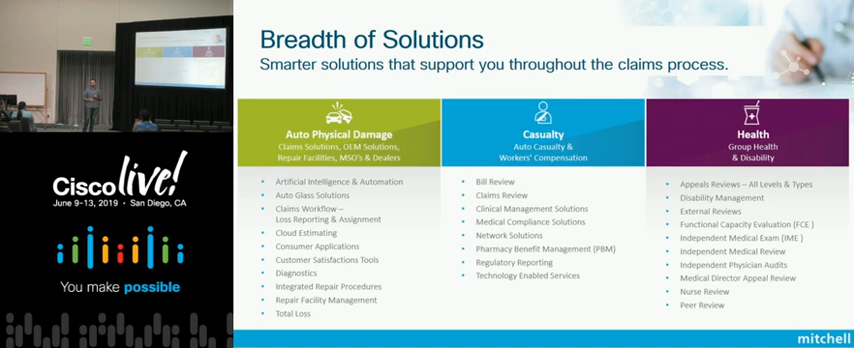 Cisco live!
June 9-13, 2019 • San Diego, CA
You make possible
Breadth of Solutions
Smarter solutions that support you throughout the claims process.
Auto Physical Damage
Claims Solutions, OEM Solutions,
Repair Facilities, MSO's & Dealers
• Artificial Intelligence & Automation
• Auto Glass Solutions
• Claims Workflow –
Loss Reporting & Assignment
• Cloud Estimating
• Consumer Applications
• Customer Satisfactions Tools
• Diagnostics
• Integrated Repair Procedures
• Repair Facility Management
• Total Loss
Casualty
Auto Casualty &
Workers' Compensation
• Bill Review
• Claims Review
• Clinical Management Solutions
• Medical Compliance Solutions
• Network Solutions
• Pharmacy Benefit Management (PBM)
• Regulatory Reporting
• Technology Enabled Services
Health
Group Health
& Disability
• Appeals Reviews – All Levels & Types
• Disability Management
• External Reviews
• Functional Capacity Evaluation (FCE )
• Independent Medical Exam (IME )
• Independent Medical Review
• Independent Physician Audits
• Medical Director Appeal Review
• Nurse Review
• Peer Review
mitchell